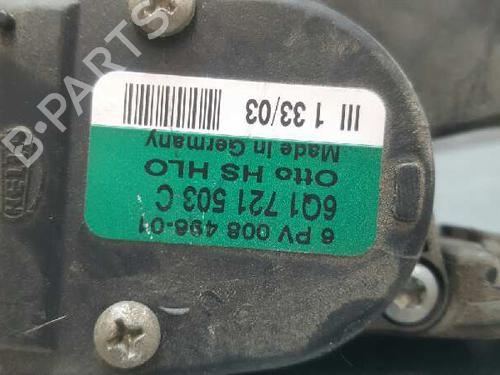 6 PV 008 496-01
6Q1 721 503 C
Otto HS HLO
Made In Germany
III 1 33/03
HELLA
B-PARTS